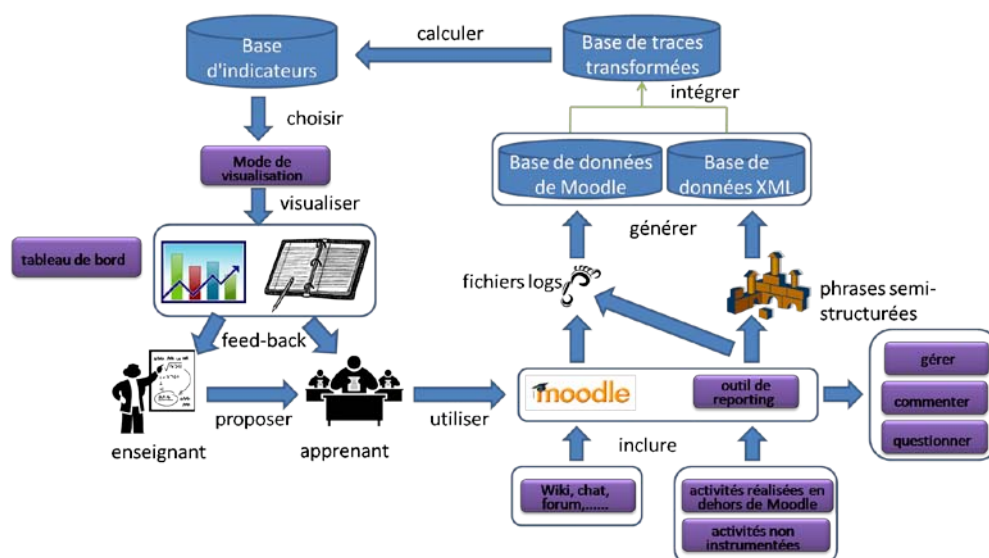 Base
d'indicateurs
calculer
Base de traces
transformées
intégrer
choisir
Mode de
visualisation
visualiser
Base de données
de Moodle
Base de
données XML
générer
tableau de bord
fichiers logs
phrases semi-
structurées
feed-back
enseignant
proposer
apprenant
utiliser
moodle
outil de
reporting
gérer
commenter
questionner
inclure
Wiki, chat,
forum,......
activités réalisées en
dehors de Moodle
activités non
instrumentées